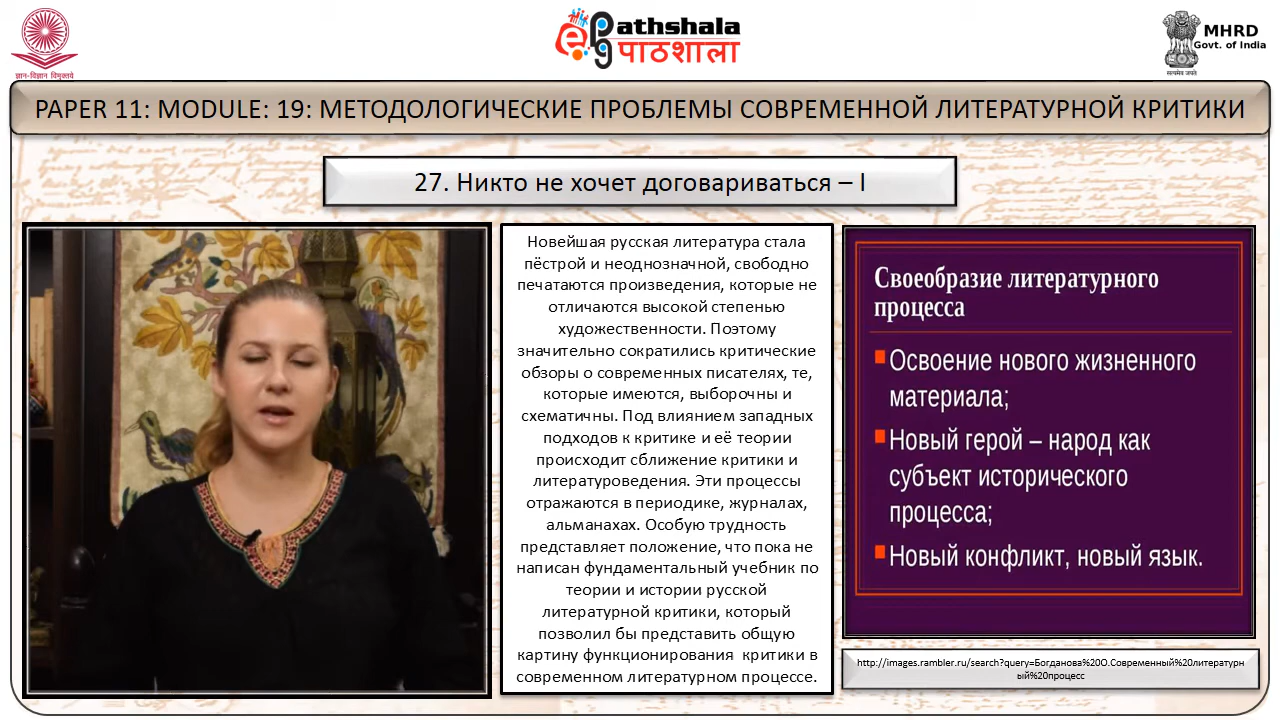 ज्ञान-विज्ञान विमुक्तये
ePg Pathshala
पाठशाला
MHRD
Govt. of India
सत्यमेव जयते
PAPER 11: MODULE: 19: МЕТОДОЛОГИЧЕСКИЕ ПРОБЛЕМЫ СОВРЕМЕННОЙ ЛИТЕРАТУРНОЙ КРИТИКИ
27. Никто не хочет договариваться – I
Новейшая русская литература стала
пёстрой и неоднозначной, свободно
печатаются произведения, которые не
отличаются высокой степенью
художественности. Поэтому
значительно сократились критические
обзоры о современных писателях, те,
которые имеются, выборочны и
схематичны. Под влиянием западных
подходов к критике и её теории
происходит сближение критики и
литературоведения. Эти процессы
отражаются в периодике, журналах,
альманахах. Особую трудность
представляет положение, что пока не
написан фундаментальный учебник по
теории и истории русской
литературной критики, который
позволил бы представить общую
картину функционирования критики в
современном литературном процессе.
Своеобразие литературного
процесса
Освоение нового жизненного
материала;
Новый герой – народ как
субъект исторического
процесса;
Новый конфликт, новый язык.
http://images.rambler.ru/search?query=Богданова%20О.Современный%20литературн
ый%20процесс